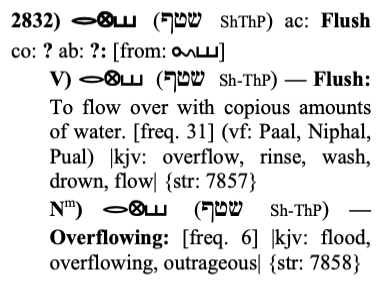 2832) (שטף ShThP) ac: Flush
co: ? ab: ?: [from: ]
V) (שטף Sh-ThP) — Flush:
To flow over with copious amounts
of water. [freq. 31] (vf: Paal, Niphal,
Pual) |kjv: overflow, rinse, wash,
drown, flow| {str: 7857}
Nᵐ) (שטף Sh-ThP) —
Overflowing: [freq. 6] |kjv: flood,
overflowing, outrageous| {str: 7858}